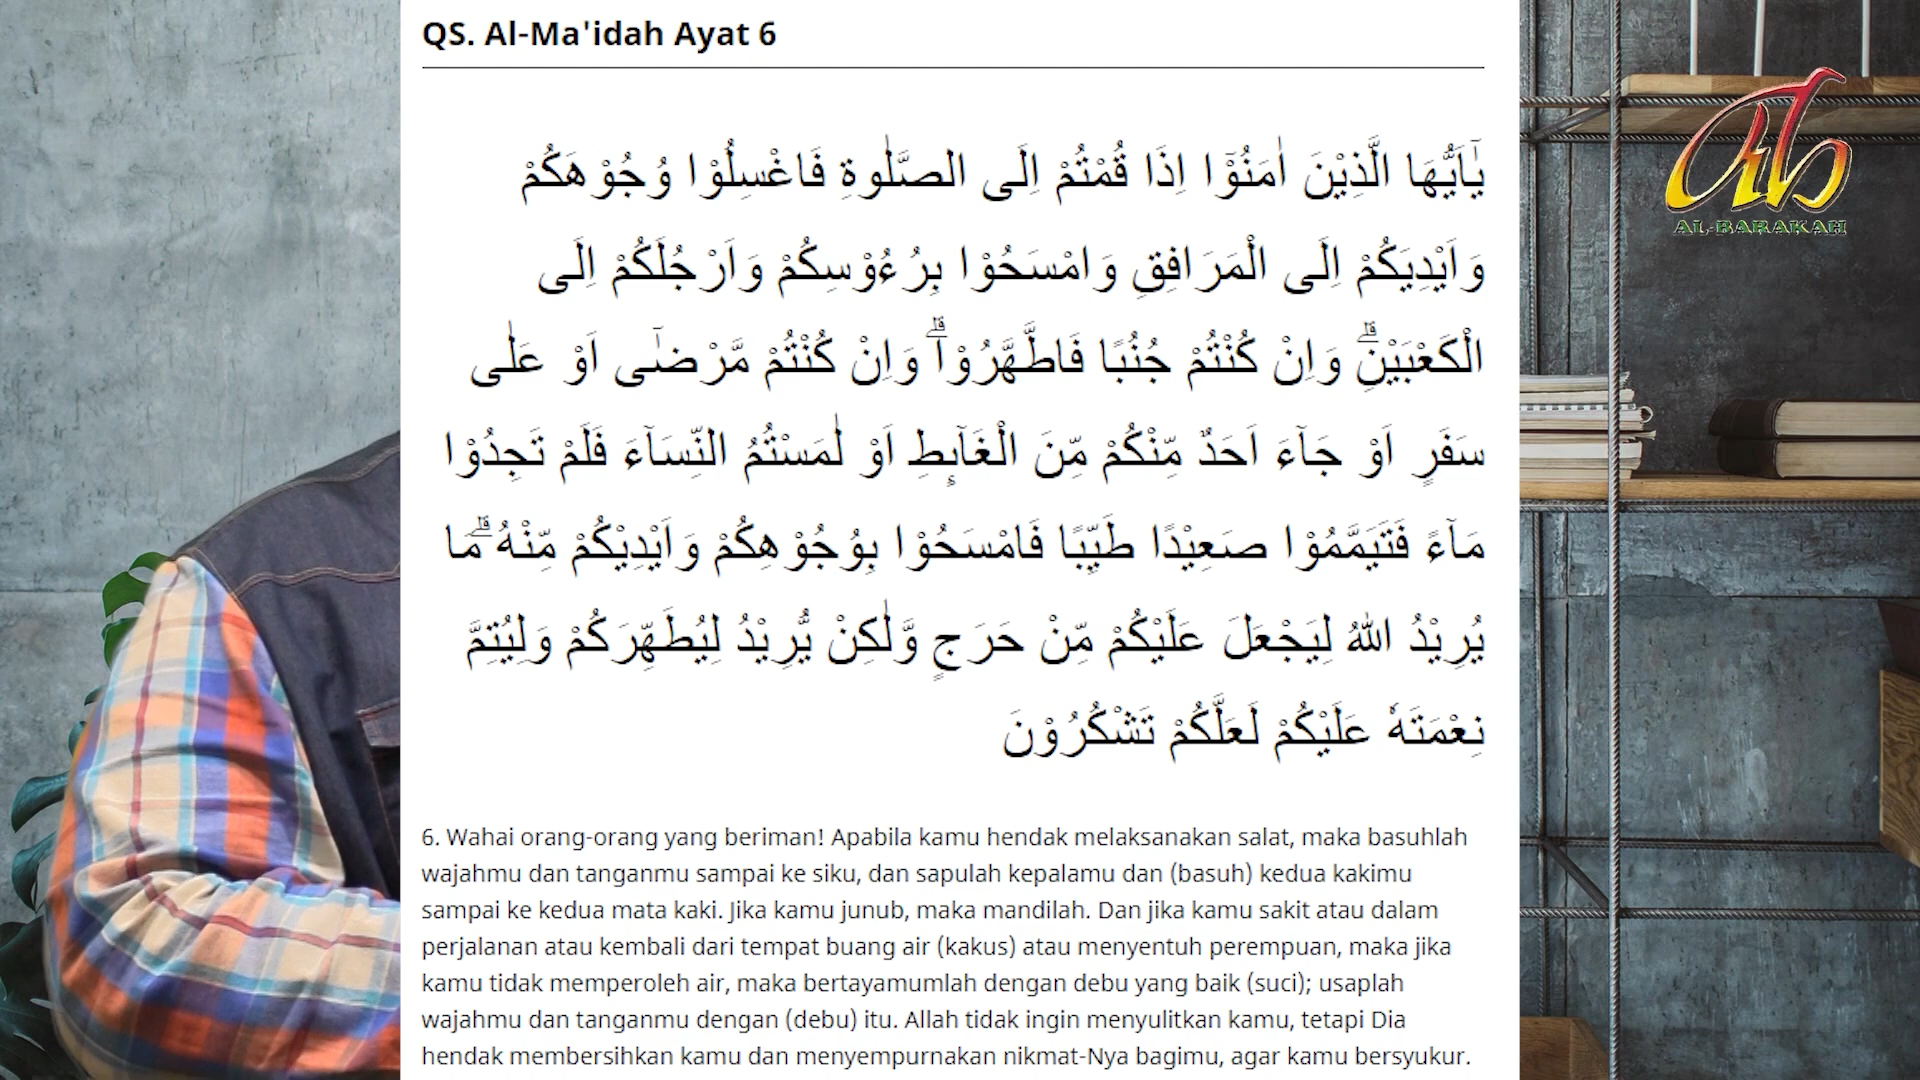 QS. Al-Ma'idah Ayat 6
يٰٓاَيُّهَا الَّذِيْنَ اٰمَنُوْٓا اِذَا قُمْتُمْ اِلَى الصَّلٰوةِ فَاغْسِلُوْا وُجُوْهَكُمْ
وَاَيْدِيَكُمْ اِلَى الْمَرَافِقِ وَامْسَحُوْا بِرُءُوْسِكُمْ وَاَرْجُلَكُمْ اِلَى
الْكَعْبَيْنِۗ وَاِنْ كُنْتُمْ جُنُبًا فَاطَّهَّرُوْاۗ وَاِنْ كُنْتُمْ مَّرْضٰٓى اَوْ عَلٰى
سَفَرٍ اَوْ جَاۤءَ اَحَدٌ مِّنْكُمْ مِّنَ الْغَاۤىِٕطِ اَوْ لٰمَسْتُمُ النِّسَاۤءَ فَلَمْ تَجِدُوْا
مَاۤءً فَتَيَمَّمُوْا صَعِيْدًا طَيِّبًا فَامْسَحُوْا بِوُجُوْهِكُمْ وَاَيْدِيْكُمْ مِّنْهُ ۗمَا
يُرِيْدُ اللّٰهُ لِيَجْعَلَ عَلَيْكُمْ مِّنْ حَرَجٍ وَّلٰكِنْ يُّرِيْدُ لِيُطَهِّرَكُمْ وَلِيُتِمَّ
نِعْمَتَهٗ عَلَيْكُمْ لَعَلَّكُمْ تَشْكُرُوْنَ
6. Wahai orang-orang yang beriman! Apabila kamu hendak melaksanakan salat, maka basuhlah
wajahmu dan tanganmu sampai ke siku, dan sapulah kepalamu dan (basuh) kedua kakimu
sampai ke kedua mata kaki. Jika kamu junub, maka mandilah. Dan jika kamu sakit atau dalam
perjalanan atau kembali dari tempat buang air (kakus) atau menyentuh perempuan, maka jika
kamu tidak memperoleh air, maka bertayamumlah dengan debu yang baik (suci); usaplah
wajahmu dan tanganmu dengan (debu) itu. Allah tidak ingin menyulitkan kamu, tetapi Dia
hendak membersihkan kamu dan menyempurnakan nikmat-Nya bagimu, agar kamu bersyukur.
ab
AL-BARAKAH